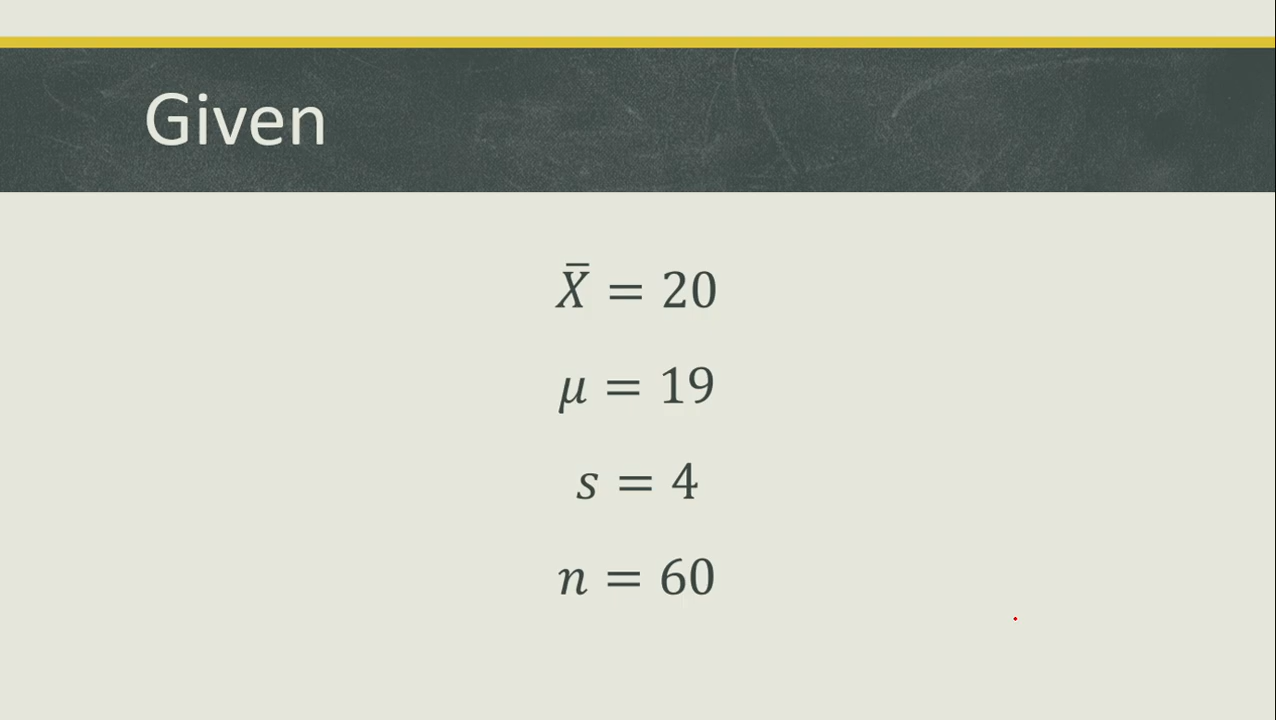 Given
X̄ = 20
μ = 19
s = 4
n = 60